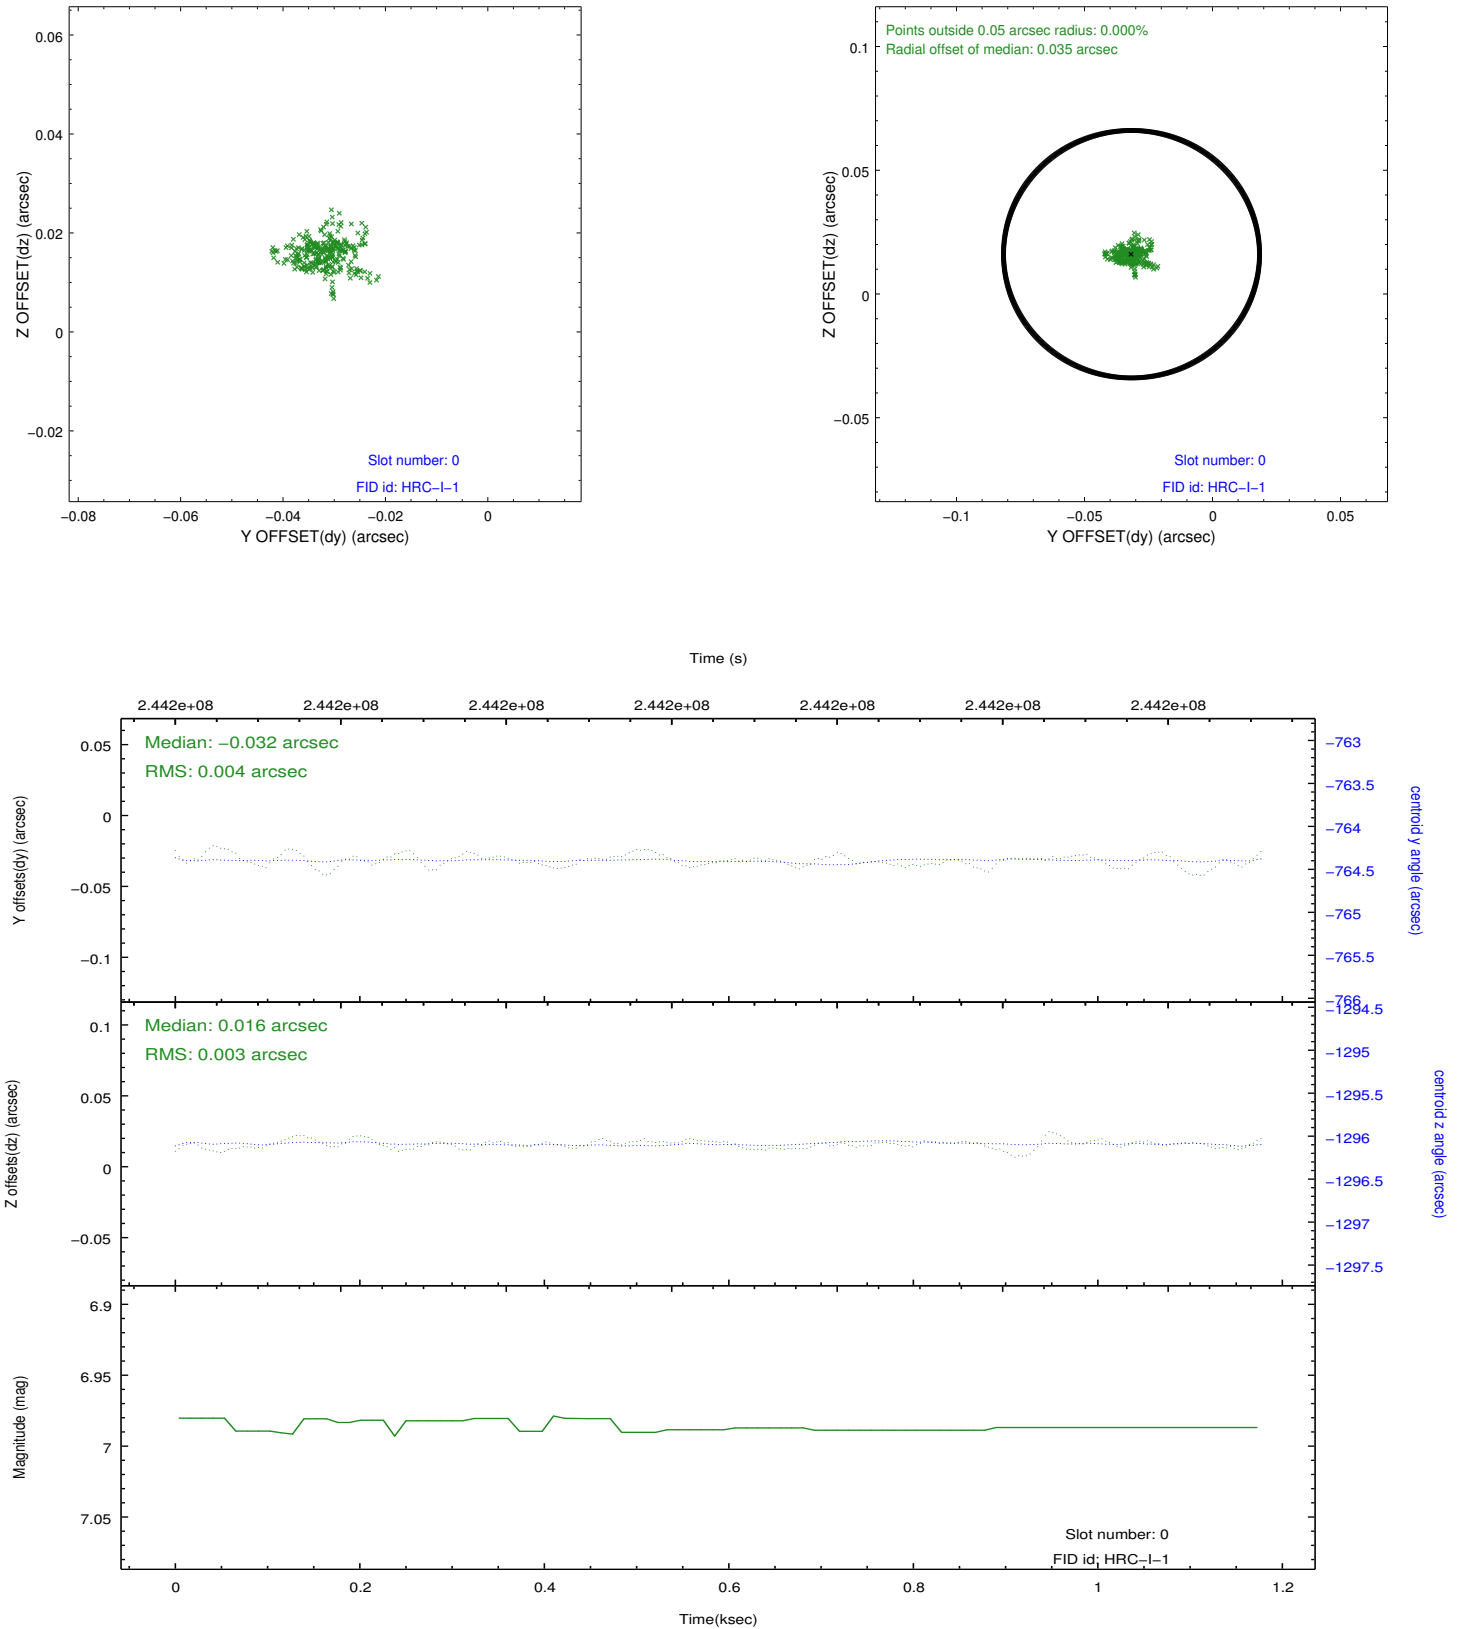 0.06
0.04
0.02
0
−0.02
Z OFFSET(dz) (arcsec)
Slot number: 0
FID id: HRC−I−1
−0.08 −0.06 −0.04 −0.02 0
Y OFFSET(dy) (arcsec)
Points outside 0.05 arcsec radius: 0.000%
Radial offset of median: 0.035 arcsec
0.1
0.05
0
−0.05
Z OFFSET(dz) (arcsec)
Slot number: 0
FID id: HRC−I−1
−0.1 −0.05 0 0.05
Y OFFSET(dy) (arcsec)
Time (s)
2.442e+08 2.442e+08 2.442e+08 2.442e+08 2.442e+08 2.442e+08 2.442e+08
Median: −0.032 arcsec
RMS: 0.004 arcsec
0.05
0
−0.05
−0.1
Y offsets(dy) (arcsec)
−763
−763.5
−764
−764.5
−765
−765.5
−766
centroid y angle (arcsec)
Median: 0.016 arcsec
RMS: 0.003 arcsec
0.1
0.05
0
−0.05
Z offsets(dz) (arcsec)
−1294.5
−1295
−1295.5
−1296
−1296.5
−1297
−1297.5
centroid z angle (arcsec)
6.9
6.95
7
7.05
Magnitude (mag)
Slot number: 0
FID id: HRC−I−1
0 0.2 0.4 0.6 0.8 1 1.2
Time(ksec)